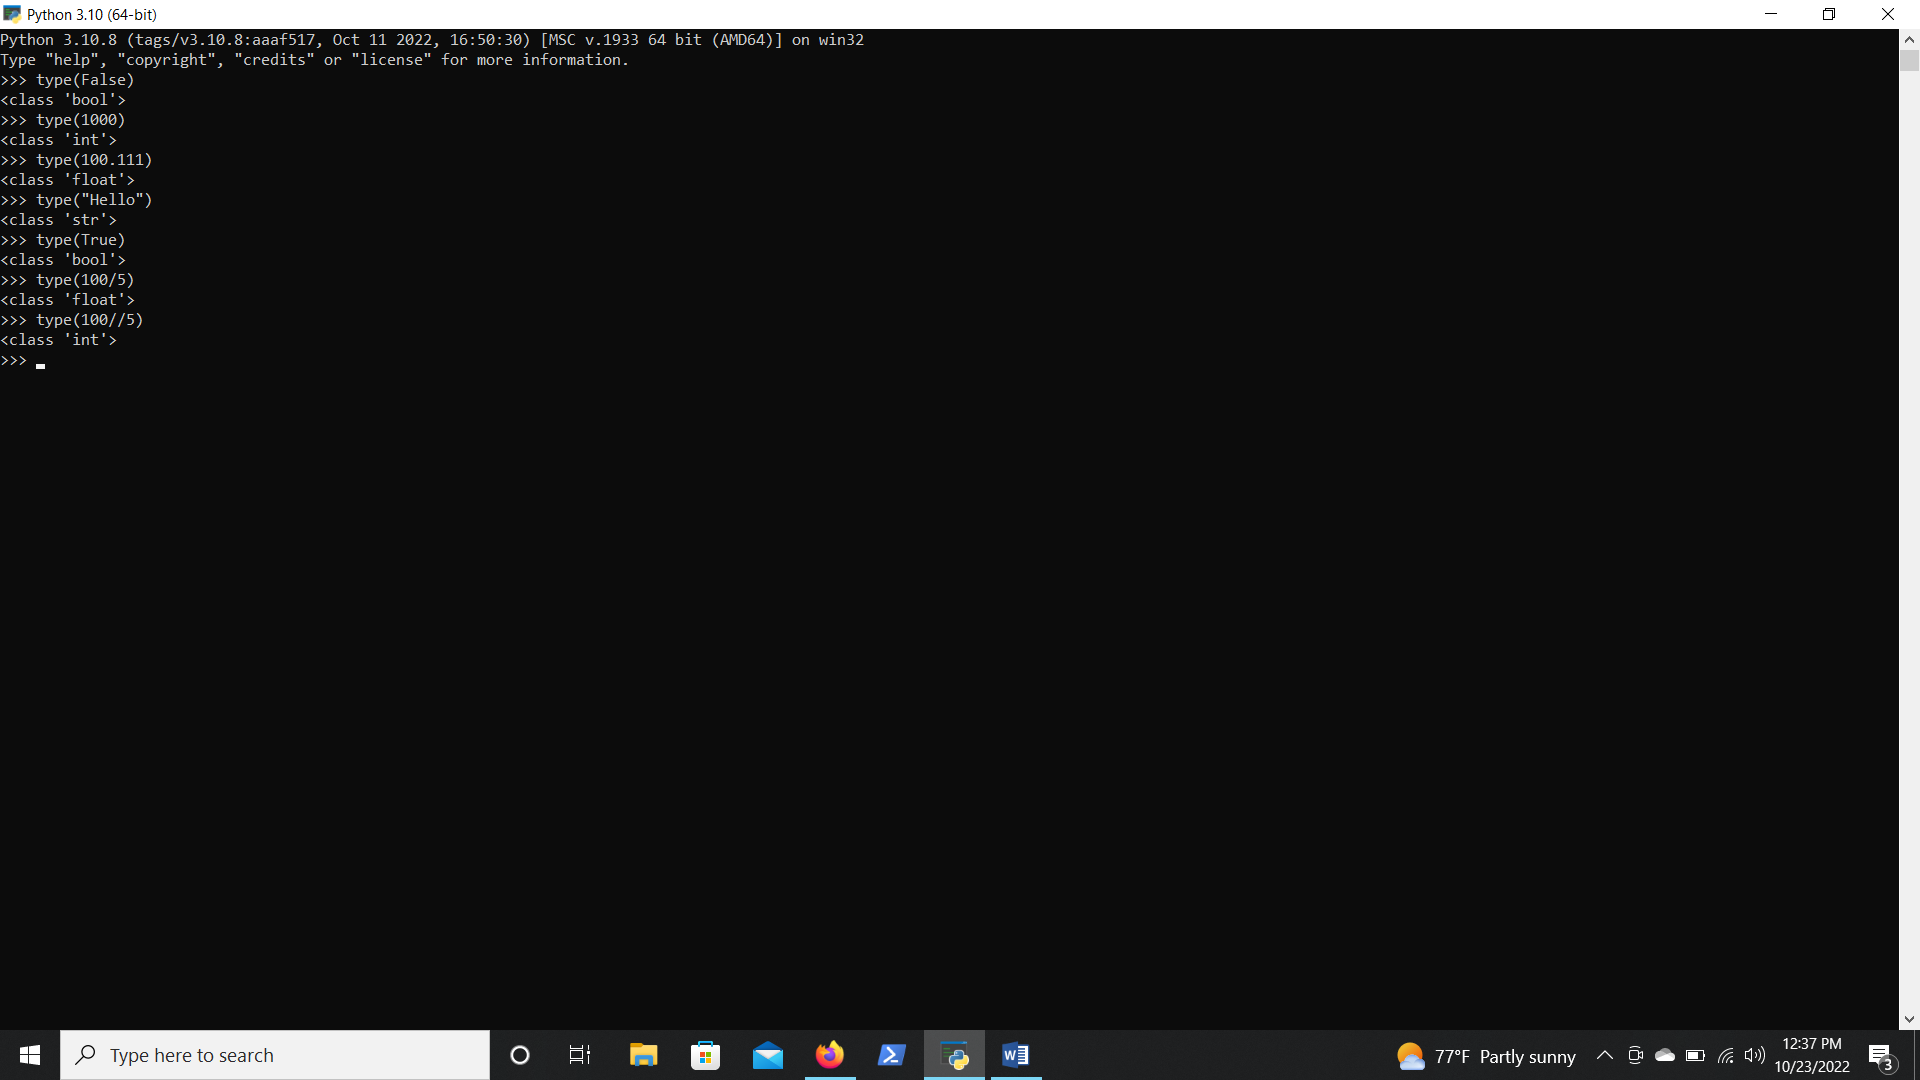 Python 3.10 (64-bit)
Python 3.10.8 (tags/v3.10.8:aaaf517, Oct 11 2022, 16:50:30) [MSC v.1933 64 bit (AMD64)] on win32
Type "help", "copyright", "credits" or "license" for more information.
>>> type(False)
<class 'bool'>
>>> type(1000)
<class 'int'>
>>> type(100.111)
<class 'float'>
>>> type("Hello")
<class 'str'>
>>> type(True)
<class 'bool'>
>>> type(100/5)
<class 'float'>
>>> type(100//5)
<class 'int'>
>>>
Type here to search
W
77°F Partly sunny
12:37 PM
10/23/2022
3